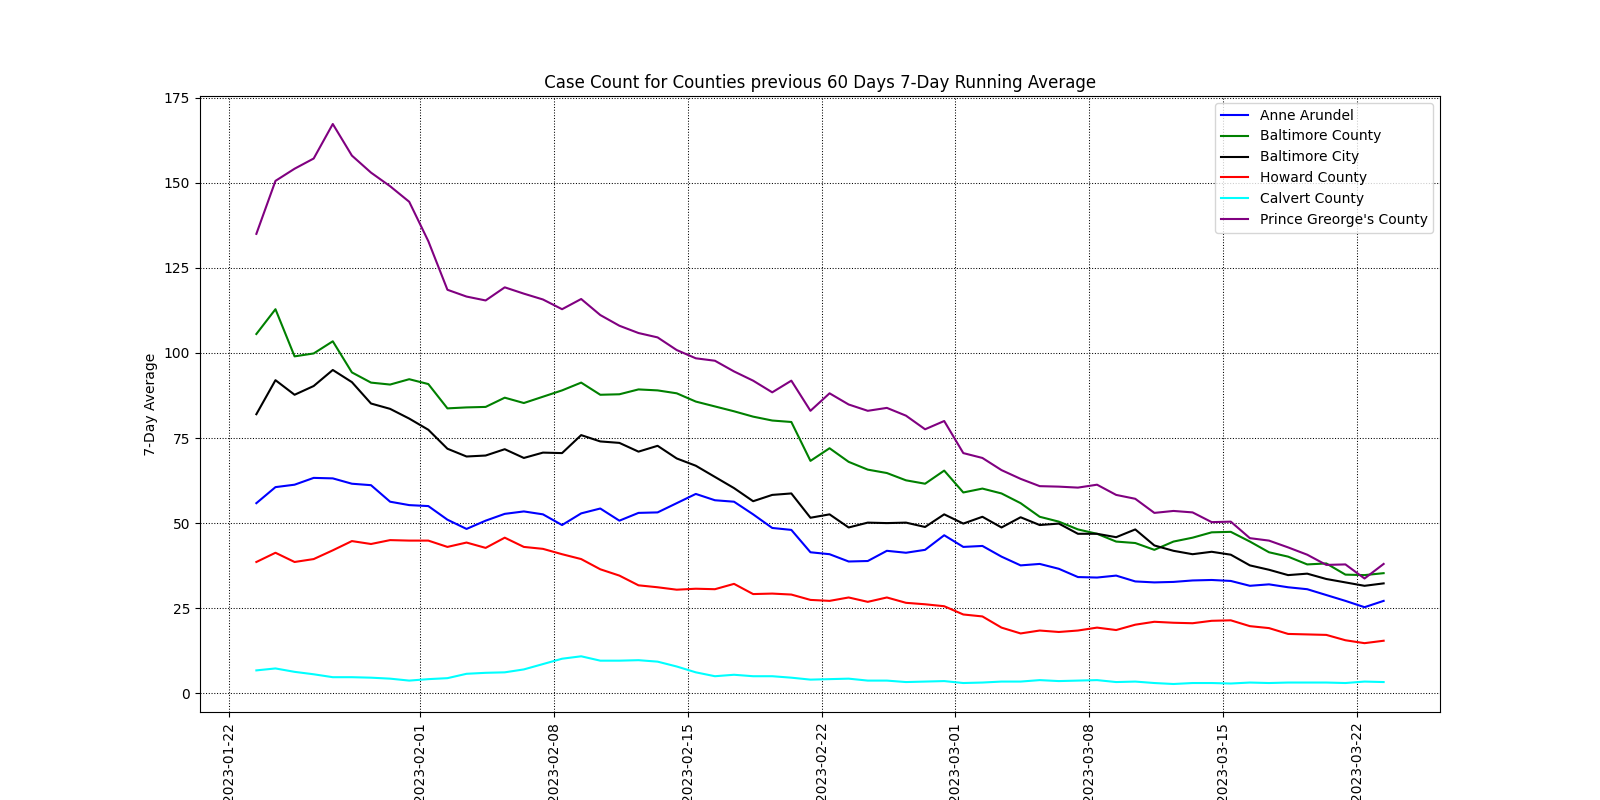 Case Count for Counties previous 60 Days 7-Day Running Average
175
150
125
100
75
50
25
0
7-Day Average
Anne Arundel
Baltimore County
Baltimore City
Howard County
Calvert County
Prince Greorge's County
2023-01-22
2023-02-01
2023-02-08
2023-02-15
2023-02-22
2023-03-01
2023-03-08
2023-03-15
2023-03-22